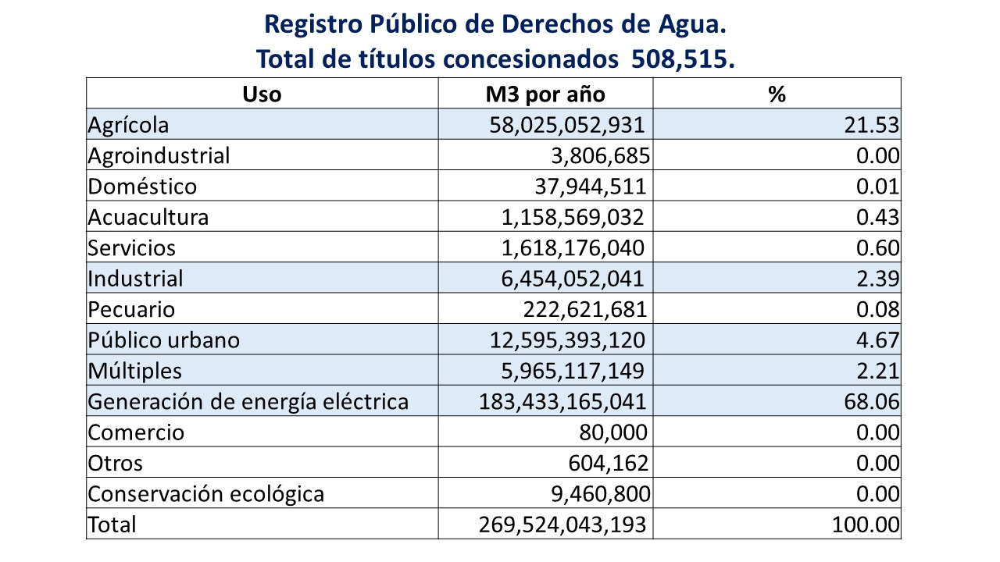 Registro Público de Derechos de Agua.
Total de títulos concesionados 508,515.
Uso M3 por año %
Agrícola 58,025,052,931 21.53
Agroindustrial 3,806,685 0.00
Doméstico 37,944,511 0.01
Acuacultura 1,158,569,032 0.43
Servicios 1,618,176,040 0.60
Industrial 6,454,052,041 2.39
Pecuario 222,621,681 0.08
Público urbano 12,595,393,120 4.67
Múltiples 5,965,117,149 2.21
Generación de energía eléctrica 183,433,165,041 68.06
Comercio 80,000 0.00
Otros 604,162 0.00
Conservación ecológica 9,460,800 0.00
Total 269,524,043,193 100.00